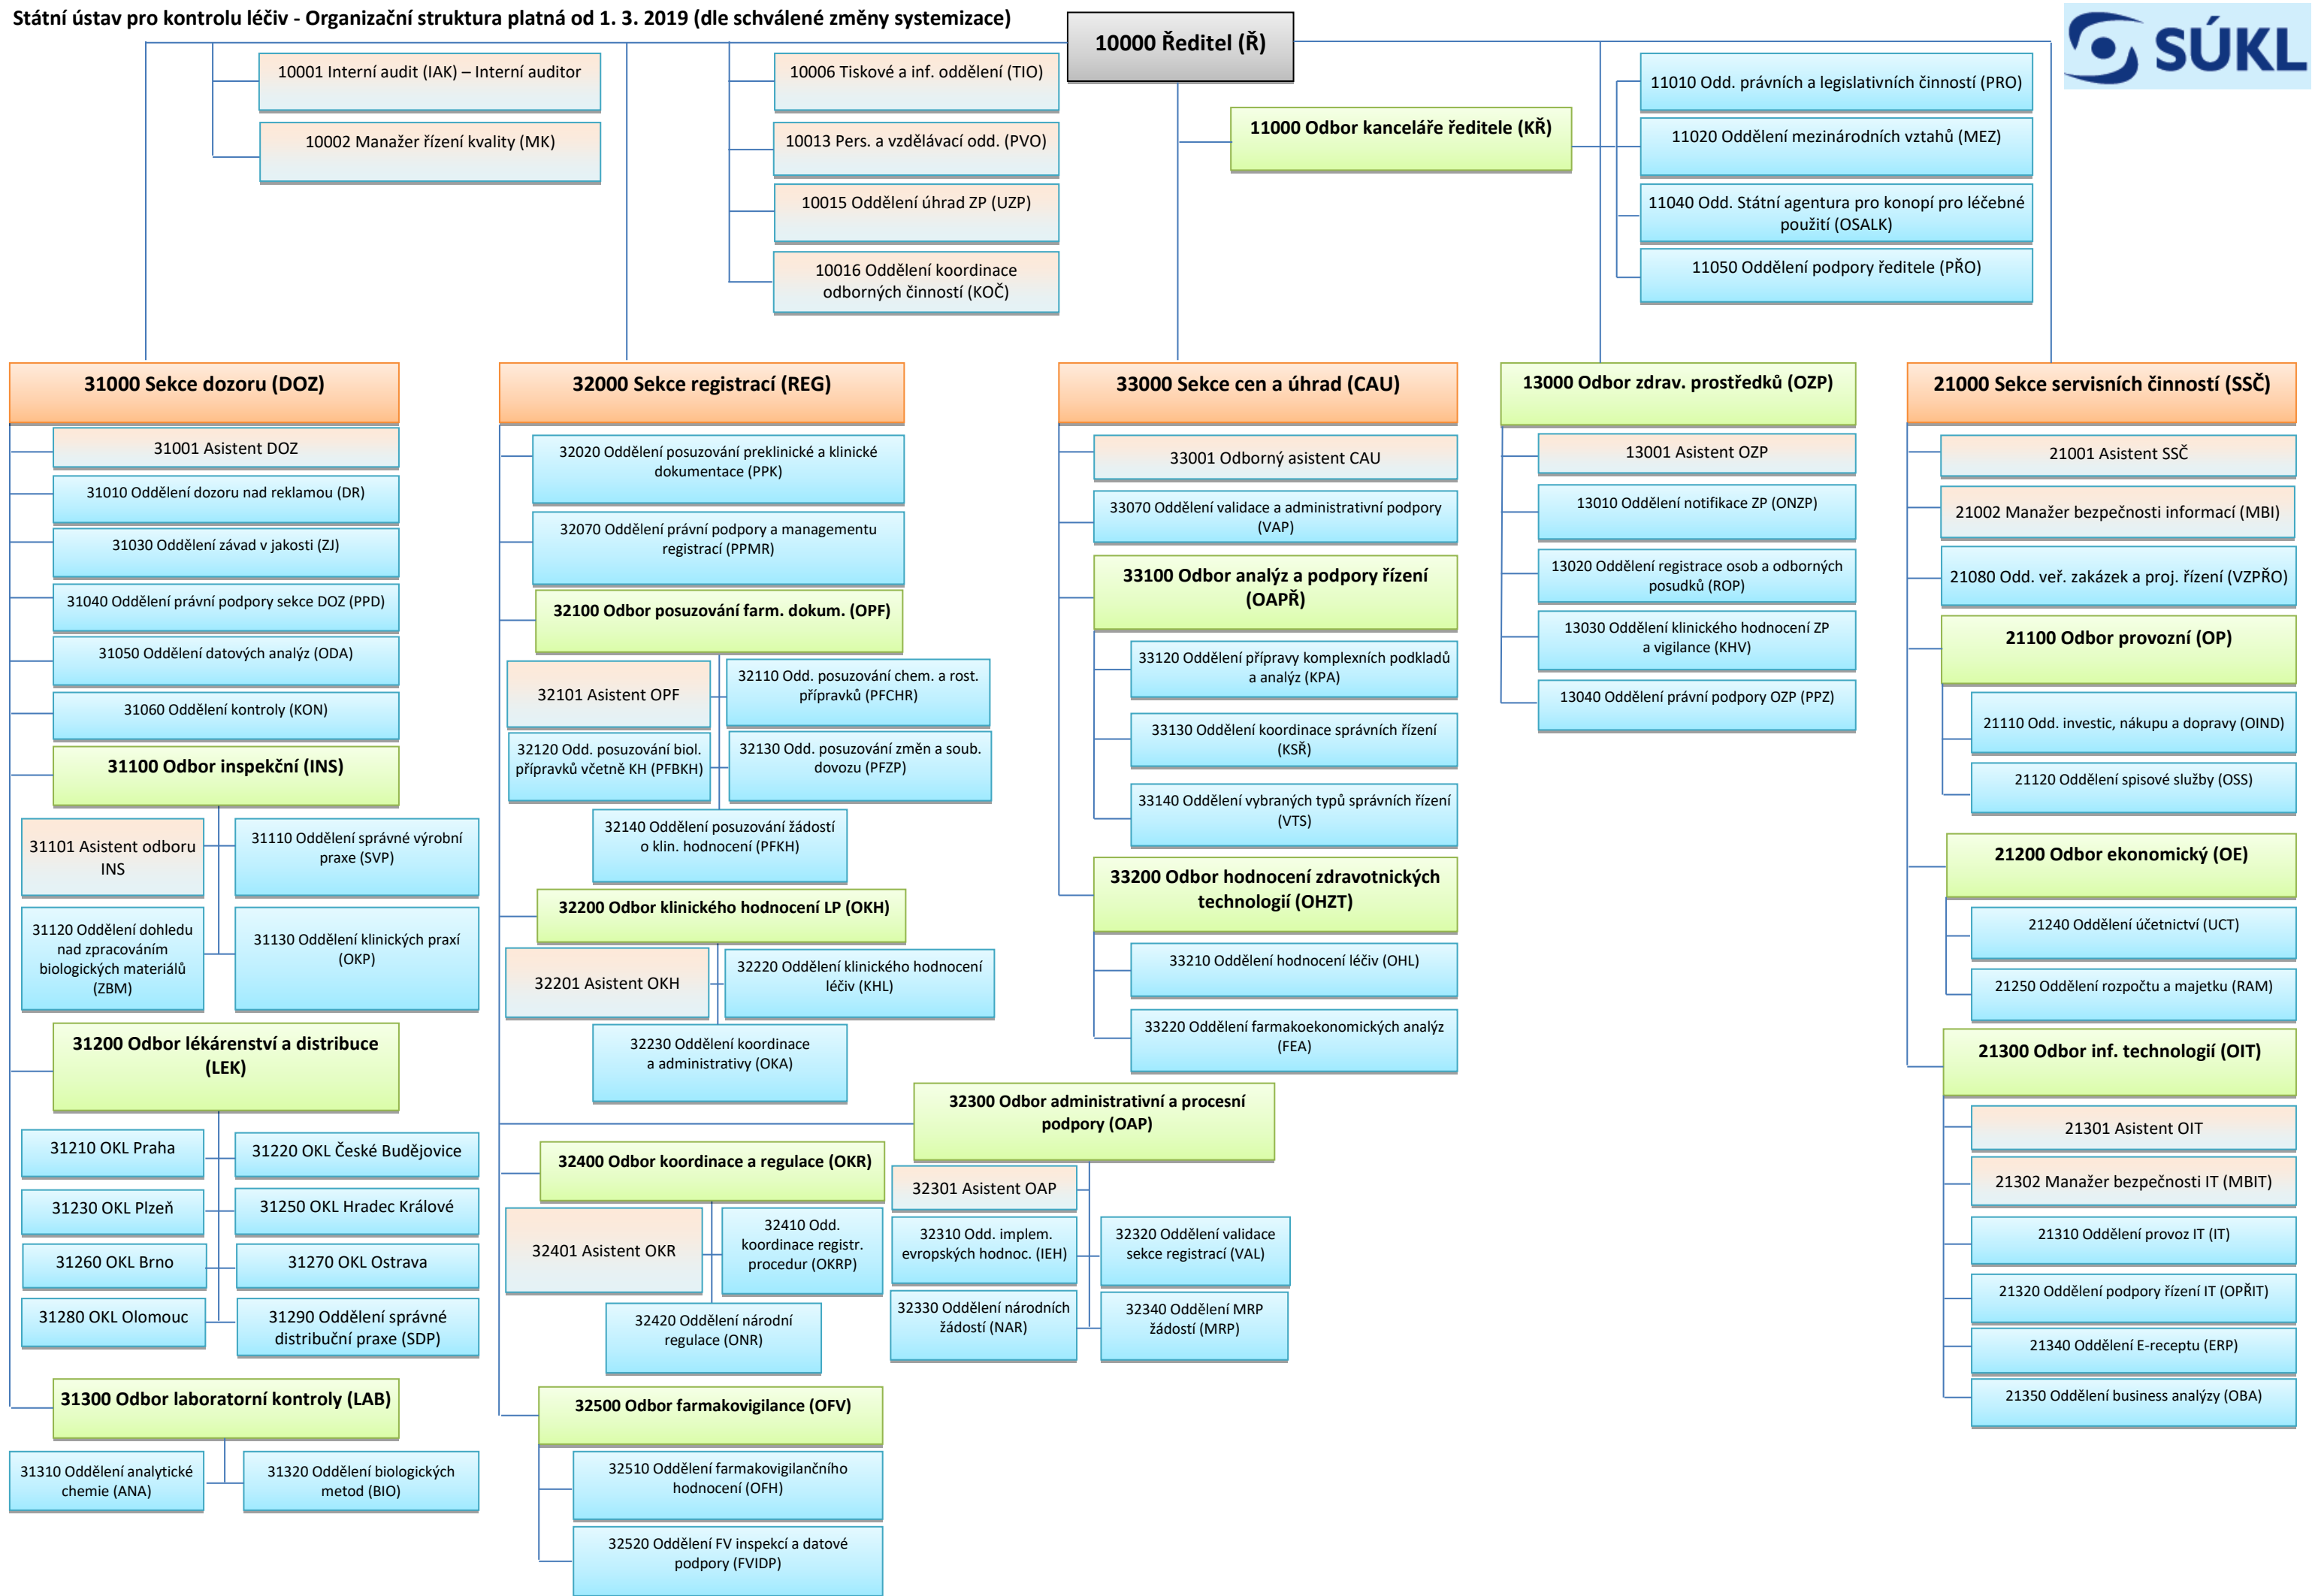 Státní ústav pro kontrolu léčiv - Organizační struktura platná od 1. 3. 2019 (dle schválené změny systemizace)
10000 Ředitel (Ř)
SÚKL
10001 Interní audit (IAK) – Interní auditor
10002 Manažer řízení kvality (MK)
10006 Tiskové a inf. oddělení (TIO)
10013 Pers. a vzdělávací odd. (PVO)
10015 Oddělení úhrad ZP (UZP)
10016 Oddělení koordinace
odborných činností (KOČ)
11000 Odbor kanceláře ředitele (KŘ)
11010 Odd. právních a legislativních činností (PRO)
11020 Oddělení mezinárodních vztahů (MEZ)
11040 Odd. Státní agentura pro konopí pro léčebné
použití (OSALK)
11050 Oddělení podpory ředitele (PŘO)
31000 Sekce dozoru (DOZ)
31001 Asistent DOZ
31010 Oddělení dozoru nad reklamou (DR)
31030 Oddělení závad v jakosti (ZJ)
31040 Oddělení právní podpory sekce DOZ (PPD)
31050 Oddělení datových analýz (ODA)
31060 Oddělení kontroly (KON)
31100 Odbor inspekční (INS)
31101 Asistent odboru
INS
31110 Oddělení správné výrobní
praxe (SVP)
31120 Oddělení dohledu
nad zpracováním
biologických materiálů
(ZBM)
31130 Oddělení klinických praxí
(OKP)
31200 Odbor lékárenství a distribuce
(LEK)
31210 OKL Praha
31220 OKL České Budějovice
31230 OKL Plzeň
31250 OKL Hradec Králové
31260 OKL Brno
31270 OKL Ostrava
31280 OKL Olomouc
31290 Oddělení správné
distribuční praxe (SDP)
31300 Odbor laboratorní kontroly (LAB)
31310 Oddělení analytické
chemie (ANA)
31320 Oddělení biologických
metod (BIO)
32000 Sekce registrací (REG)
32020 Oddělení posuzování preklinické a klinické
dokumentace (PPK)
32070 Oddělení právní podpory a managementu
registrací (PPMR)
32100 Odbor posuzování farm. dokum. (OPF)
32101 Asistent OPF
32110 Odd. posuzování chem. a rost.
přípravků (PFCHR)
32120 Odd. posuzování biol.
přípravků včetně KH (PFBKH)
32130 Odd. posuzování změn a soub.
dovozu (PFZP)
32140 Oddělení posuzování žádostí
o klin. hodnocení (PFKH)
32200 Odbor klinického hodnocení LP (OKH)
32201 Asistent OKH
32220 Oddělení klinického hodnocení
léčiv (KHL)
32230 Oddělení koordinace
a administrativy (OKA)
32300 Odbor administrativní a procesní
podpory (OAP)
32301 Asistent OAP
32310 Odd. implem.
evropských hodnoc. (IEH)
32320 Oddělení validace
sekce registrací (VAL)
32330 Oddělení národních
žádostí (NAR)
32340 Oddělení MRP
žádostí (MRP)
32400 Odbor koordinace a regulace (OKR)
32401 Asistent OKR
32410 Odd.
koordinace registr.
procedur (OKRP)
32420 Oddělení národní
regulace (ONR)
32500 Odbor farmakovigilance (OFV)
32510 Oddělení farmakovigilančního
hodnocení (OFH)
32520 Oddělení FV inspekcí a datové
podpory (FVIDP)
33000 Sekce cen a úhrad (CAU)
33001 Odborný asistent CAU
33070 Oddělení validace a administrativní podpory
(VAP)
33100 Odbor analýz a podpory řízení
(OAPŘ)
33120 Oddělení přípravy komplexních podkladů
a analýz (KPA)
33130 Oddělení koordinace správních řízení
(KSŘ)
33140 Oddělení vybraných typů správních řízení
(VTS)
33200 Odbor hodnocení zdravotnických
technologií (OHZT)
33210 Oddělení hodnocení léčiv (OHL)
33220 Oddělení farmakoekonomických analýz
(FEA)
13000 Odbor zdrav. prostředků (OZP)
13001 Asistent OZP
13010 Oddělení notifikace ZP (ONZP)
13020 Oddělení registrace osob a odborných
posudků (ROP)
13030 Oddělení klinického hodnocení ZP
a vigilance (KHV)
13040 Oddělení právní podpory OZP (PPZ)
21000 Sekce servisních činností (SSČ)
21001 Asistent SSČ
21002 Manažer bezpečnosti informací (MBI)
21080 Odd. veř. zakázek a proj. řízení (VZPŘO)
21100 Odbor provozní (OP)
21110 Odd. investic, nákupu a dopravy (OIND)
21120 Oddělení spisové služby (OSS)
21200 Odbor ekonomický (OE)
21240 Oddělení účetnictví (UCT)
21250 Oddělení rozpočtu a majetku (RAM)
21300 Odbor inf. technologií (OIT)
21301 Asistent OIT
21302 Manažer bezpečnosti IT (MBIT)
21310 Oddělení provoz IT (IT)
21320 Oddělení podpory řízení IT (OPŘIT)
21340 Oddělení E-receptu (ERP)
21350 Oddělení business analýzy (OBA)